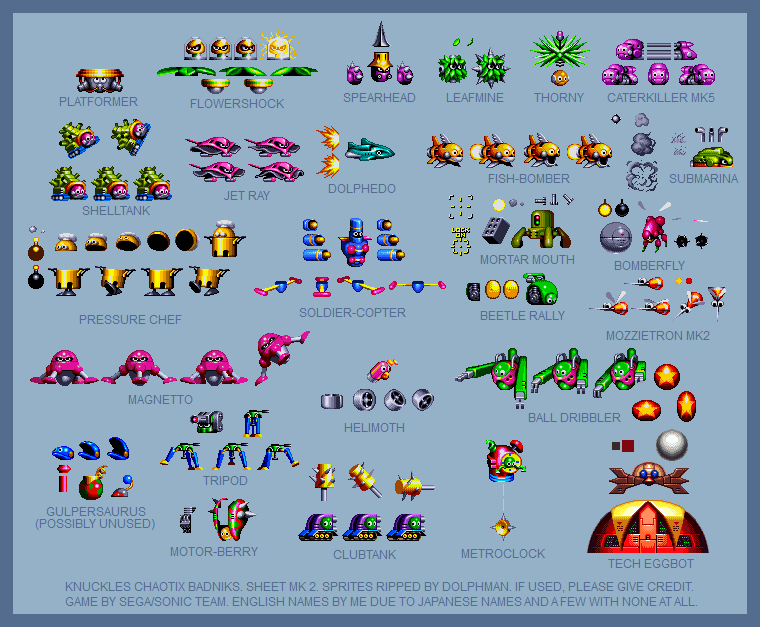 PLATFORMER
FLOWERSHOCK
SPEARHEAD
LEAFMINE
THORNY
CATERKILLER MK5
SHELLTANK
JET RAY
DOLPHEDO
FISH-BOMBER
SUBMARINA
LOCK
ON
PRESSURE CHEF
SOLDIER-COPTER
MORTAR MOUTH
BOMBERFLY
BEETLE RALLY
MOZZIETRON MK2
MAGNETTO
HELIMOTH
BALL DRIBBLER
GULPERSAURUS
(POSSIBLY UNUSED)
TRIPOD
MOTOR-BERRY
CLUBTANK
METROCLOCK
TECH EGGBOT
KNUCKLES CHAOTIX BADNIKS. SHEET MK 2. SPRITES RIPPED BY DOLPHMAN. IF USED, PLEASE GIVE CREDIT.
GAME BY SEGA/SONIC TEAM. ENGLISH NAMES BY ME DUE TO JAPANESE NAMES AND A FEW WITH NONE AT ALL.